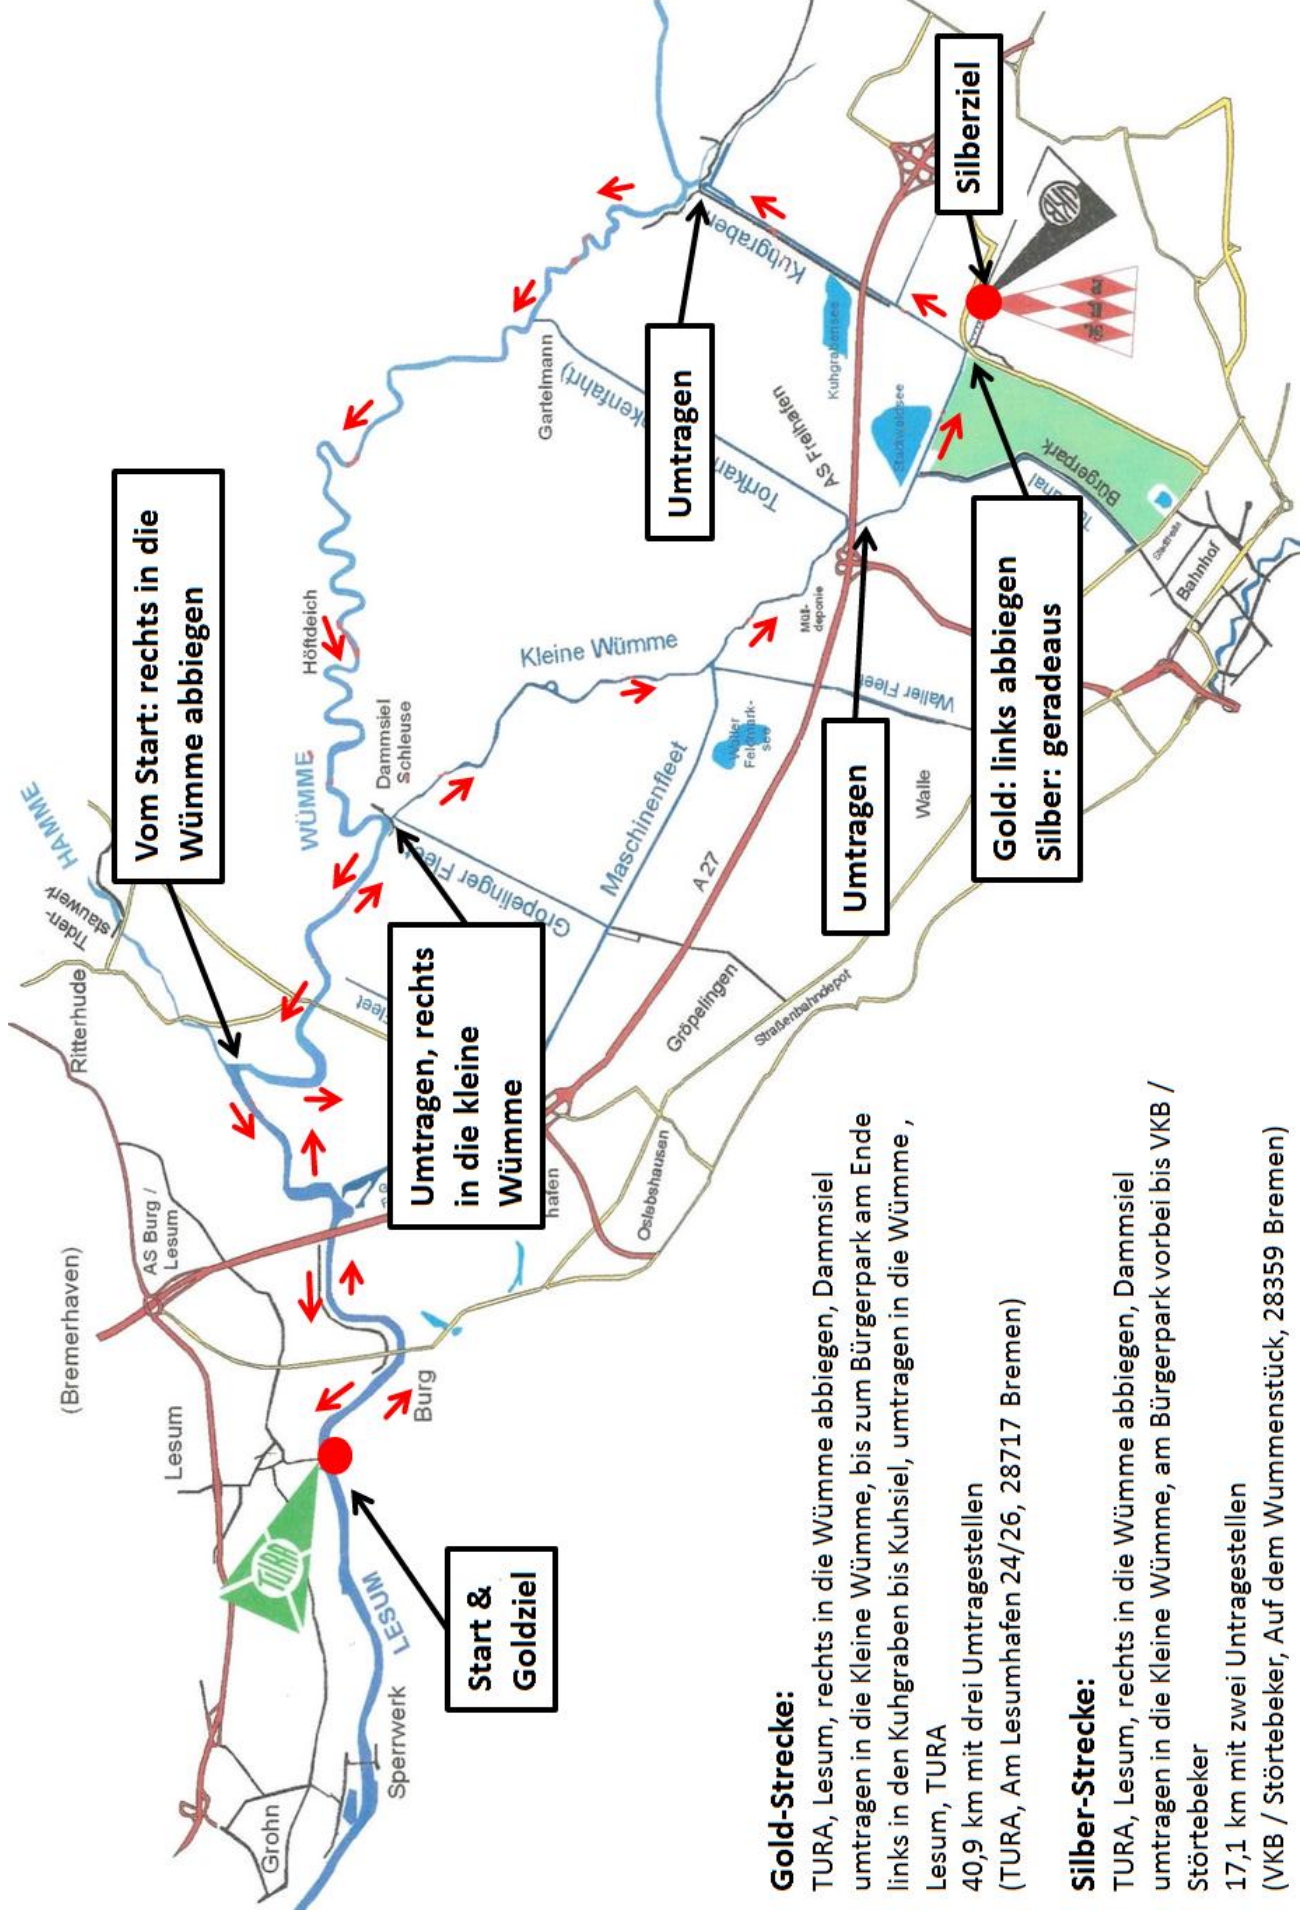 HAMME
Tiden-
stauwerk
Ritterhude
Vom Start: rechts in die
Wümme abbiegen
WÜMME
Höftdeich
Dammsiel
Schleuse
Gartelmann
Kleine Wümme
Umtragen
Kuhgraben
Kuhgrabensee
AS Freihafen
Stadtwaldsee
Silberziel
VKB
Bürgerpark
Stadthalle
Bahnhof
Müll-
deponie
Waller Fleet
Waller
Feldmark-
see
Maschinenfleet
Gröpelinger Fleet
A 27
Walle
Umtragen
Gold: links abbiegen
Silber: geradeaus
Gröpelingen
Straßenbahndepot
Oslebshausen
hafen
Fleet
Umtragen, rechts
in die kleine
Wümme
(Bremerhaven)
AS Burg /
Lesum
Lesum
Burg
TURA
LESUM
Start &
Goldziel
Sperrwerk
Grohn
Gold-Strecke:
TURA, Lesum, rechts in die Wümme abbiegen, Dammsiel
umtragen in die Kleine Wümme, bis zum Bürgerpark am Ende
links in den Kuhgraben bis Kuhsiel, umtragen in die Wümme ,
Lesum, TURA
40,9 km mit drei Umtragestellen
(TURA, Am Lesumhafen 24/26, 28717 Bremen)
Silber-Strecke:
TURA, Lesum, rechts in die Wümme abbiegen, Dammsiel
umtragen in die Kleine Wümme, am Bürgerpark vorbei bis VKB /
Störtebeker
17,1 km mit zwei Untragestellen
(VKB / Störtebeker, Auf dem Wummenstück, 28359 Bremen)